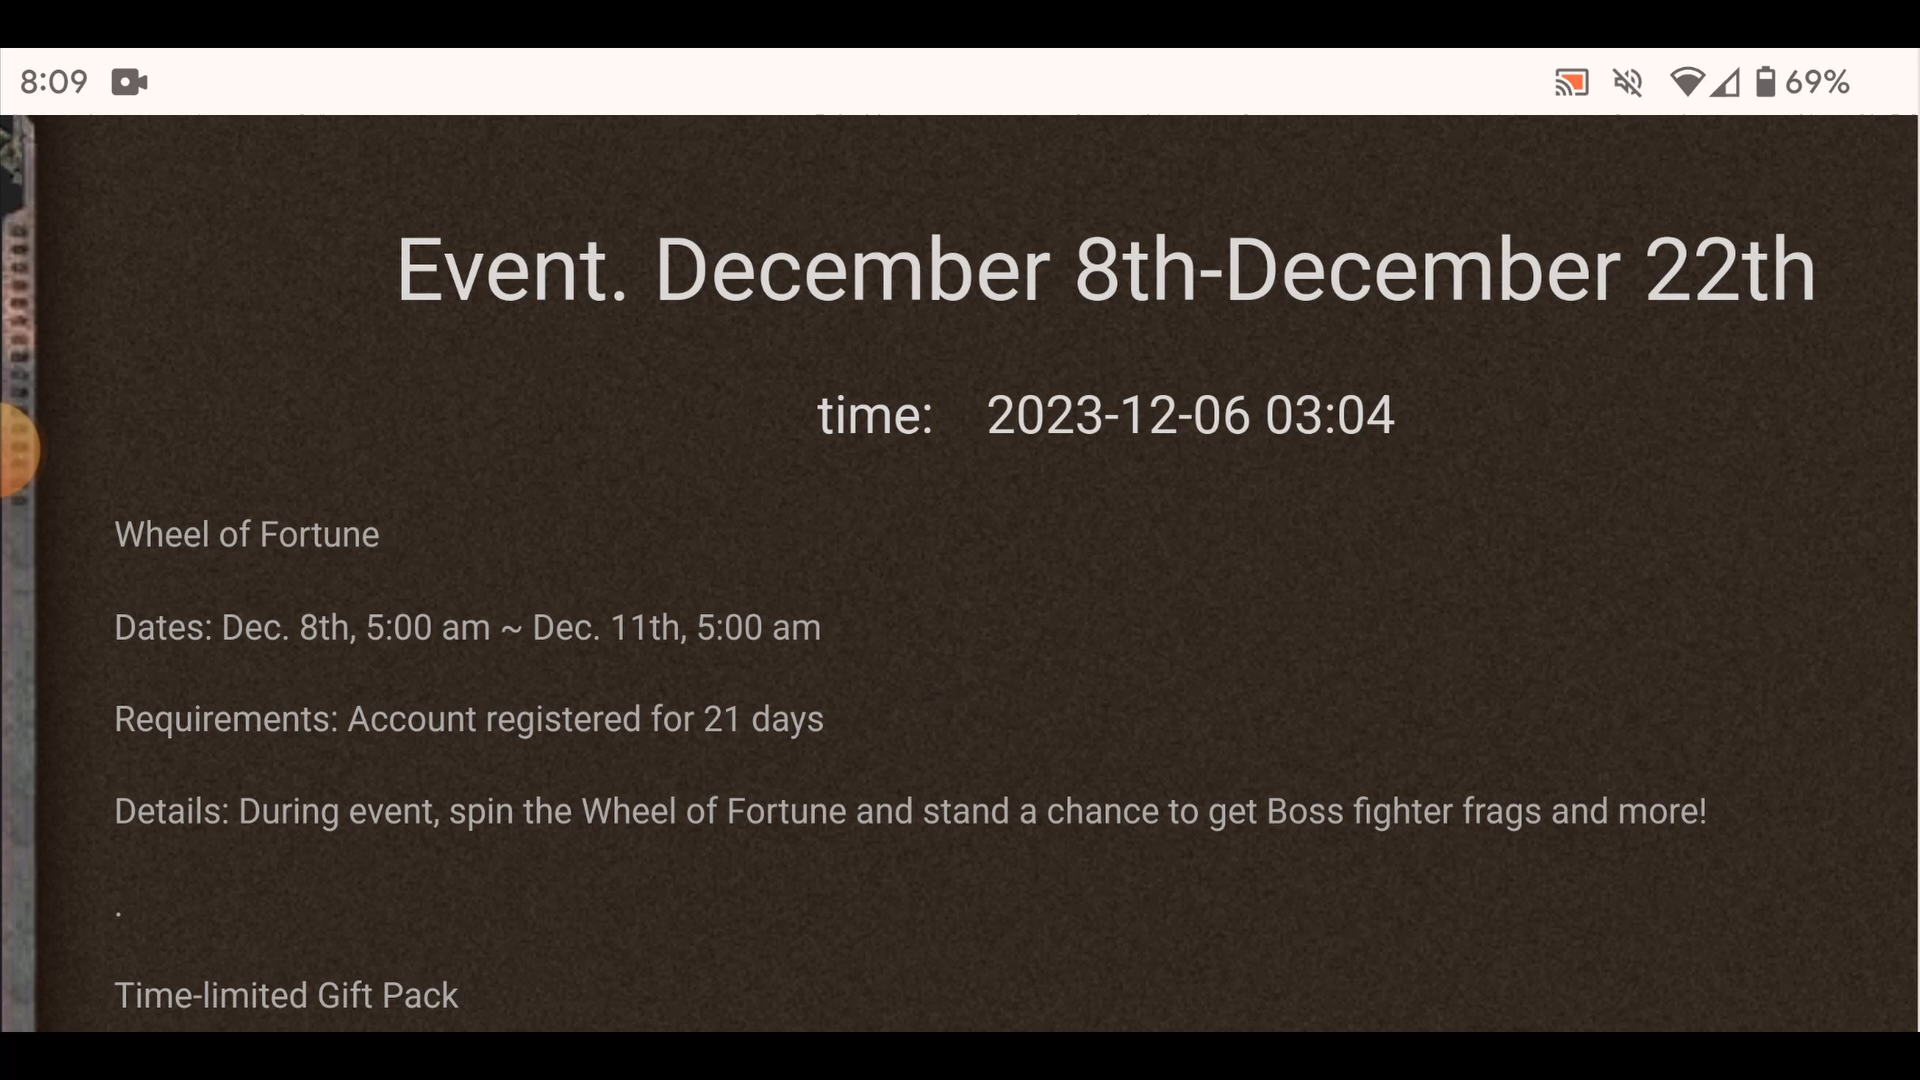 8:09
69%
Event. December 8th-December 22th
time: 2023-12-06 03:04
Wheel of Fortune
Dates: Dec. 8th, 5:00 am ~ Dec. 11th, 5:00 am
Requirements: Account registered for 21 days
Details: During event, spin the Wheel of Fortune and stand a chance to get Boss fighter frags and more!
.
Time-limited Gift Pack